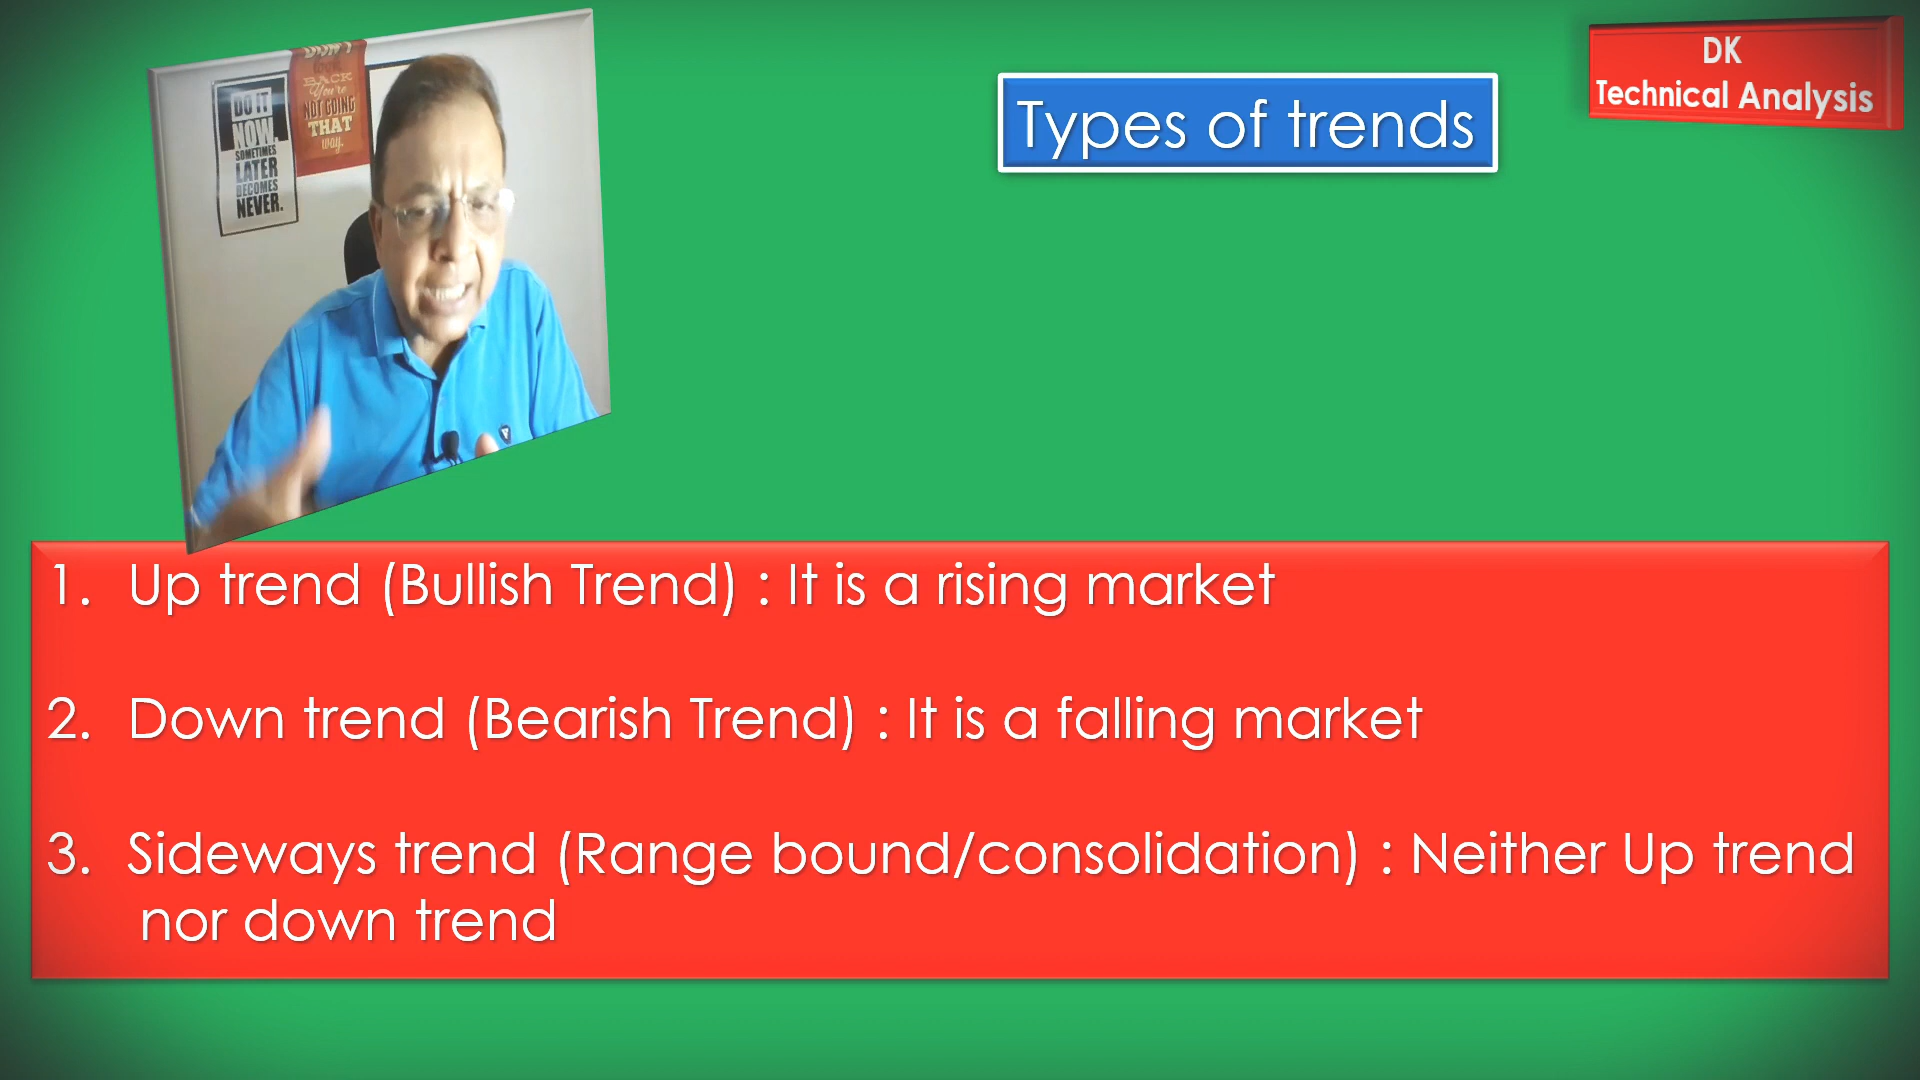 DO IT
NOW.
SOMETIMES
LATER
BECOMES
NEVER.
DON'T
LOOK
BACK
You're
NOT GOING
THAT
way.
Types of trends
DK
Technical Analysis
1. Up trend (Bullish Trend) : It is a rising market
2. Down trend (Bearish Trend) : It is a falling market
3. Sideways trend (Range bound/consolidation) : Neither Up trend
nor down trend